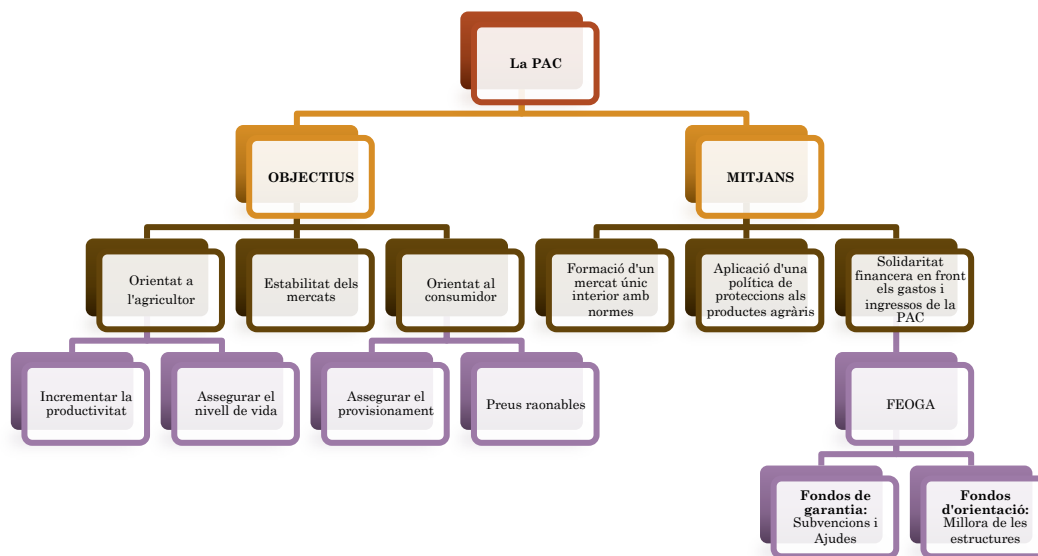 La PAC
OBJECTIUS
MITJANS
Orientat a
l'agricultor
Estabilitat dels
mercats
Orientat al
consumidor
Formació d'un
mercat únic
interior amb
normes
Aplicació d'una
política de
proteccions als
productes agràris
Solidaritat
financera en front
els gastos i
ingressos de la
PAC
Incrementar la
productivitat
Assegurar el
nivell de vida
Assegurar el
provisionament
Preus raonables
FEOGA
Fondos de
garantia:
Subvencions i
Ajudes
Fondos
d'orientació:
Millora de les
estructures